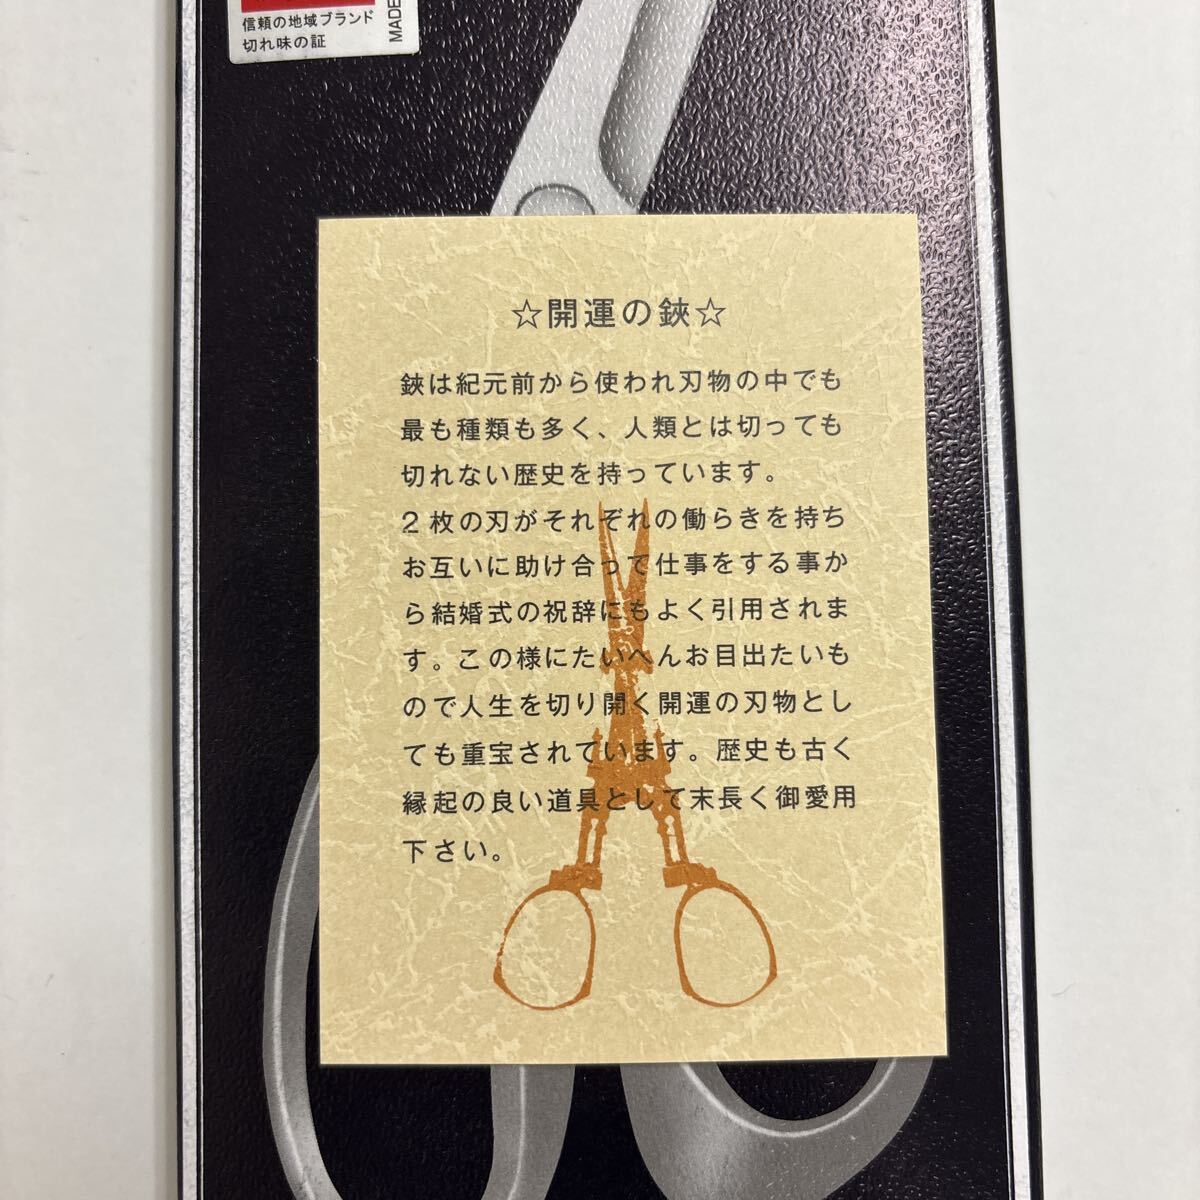 信頼の地域ブランド
切れ味の証
MADE
☆開運の鋏☆
鋏は紀元前から使われ刃物の中でも
最も種類も多く、人類とは切っても
切れない歴史を持っています。
2枚の刃がそれぞれの働らきを持ち
お互いに助け合って仕事をする事か
ら結婚式の祝辞にもよく引用されま
す。この様にたいへんお目出たいも
ので人生を切り開く開運の刃物とし
ても重宝されています。歴史も古く
縁起の良い道具として末長く御愛用
下さい。